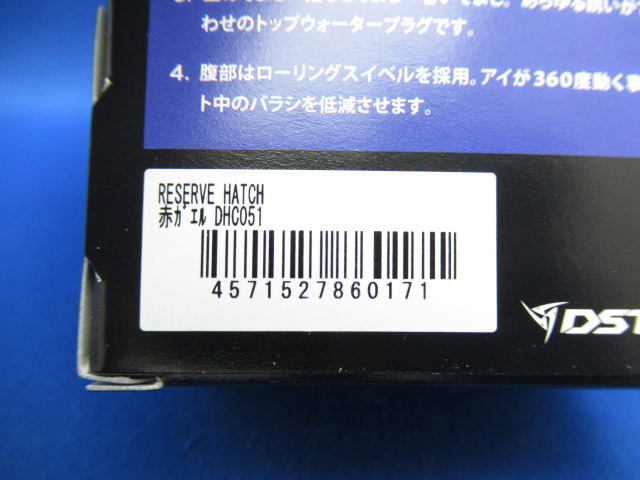 わせのトップウォータープラグです。
4. 腹部はローリングスイベルを採用。アイが360度動く事
ト中のバラシを低減させます。
RESERVE HATCH
赤ｶﾞｴﾙ DHC051
4571527860171
DST